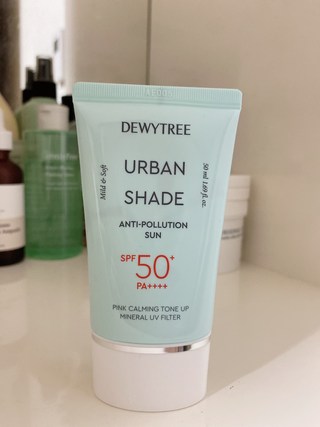 DEWYTREE
URBAN
SHADE
Mild & Soft
50 ml 1.69 fl. oz.
ANTI-POLLUTION
SUN
SPF 50+
PA++++
PINK CALMING TONE UP
MINERAL UV FILTER